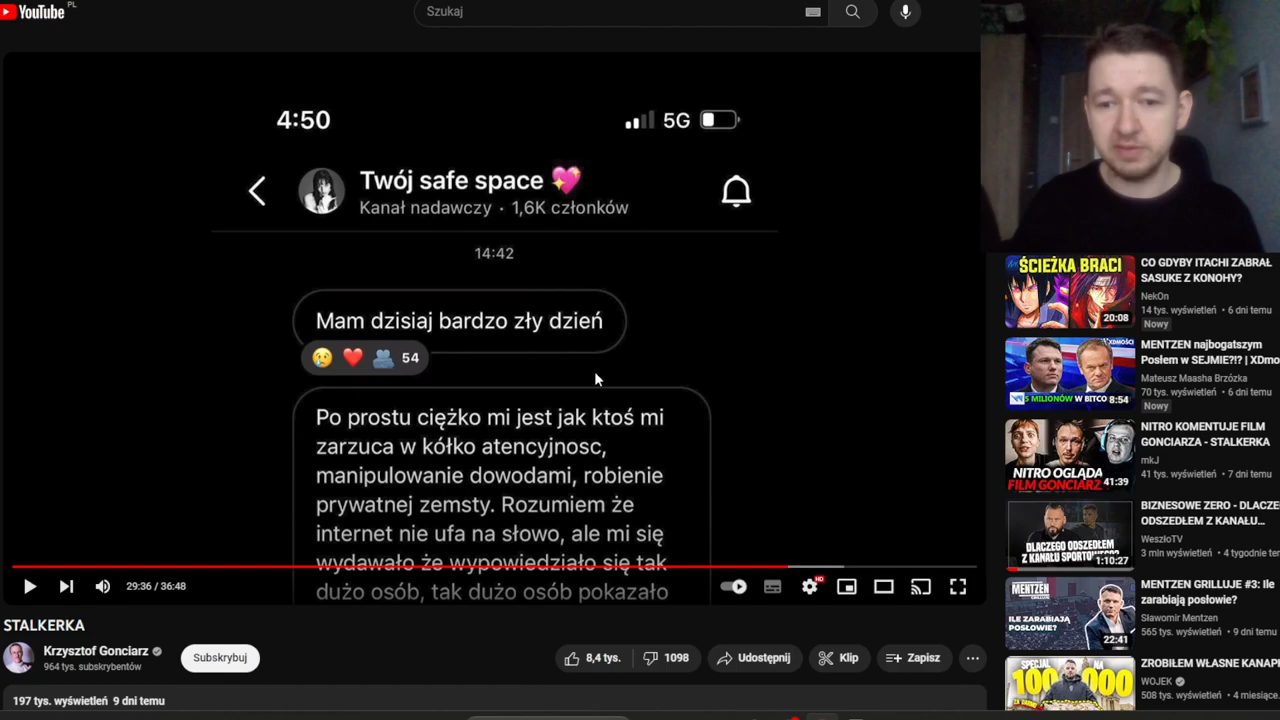 YouTube PL
Szukaj
4:50
5G
Twój safe space
Kanał nadawczy · 1,6K członków
14:42
Mam dzisiaj bardzo zły dzień
54
Po prostu ciężko mi jest jak ktoś mi
zarzuca w kółko atencyjnosc,
manipulowanie dowodami, robienie
prywatnej zemsty. Rozumiem że
internet nie ufa na słowo, ale mi się
wydawało że wypowiedziało się tak
dużo osób, tak dużo osób pokazało
29:36 / 36:48
HD
STALKERKA
Krzysztof Gonciarz
964 tys. subskrybentów
Subskrybuj
8,4 tys.
1098
Udostępnij
Klip
Zapisz
197 tys. wyświetleń 9 dni temu
ŚCIEŻKA BRACI
20:08
CO GDYBY ITACHI ZABRAŁ
SASUKE Z KONOHY?
NekOn
14 tys. wyświetleń • 6 dni temu
Nowy
5 MILIONÓW W BITCO
8:54
MENTZEN najbogatszym
Posłem w SEJMIE?!? | XDmo
Mateusz Maasha Brzózka
70 tys. wyświetleń • 6 dni temu
Nowy
NITRO OGLĄDA
FILM GONCIARZ
41:39
NITRO KOMENTUJE FILM
GONCIARZA - STALKERKA
mkJ
41 tys. wyświetleń • 7 dni temu
DLACZEGO ODSZEDŁEM
Z KANAŁU
1:10:27
BIZNESOWE ZERO - DLACZE
ODSZEDŁEM Z KANAŁU...
WeszłoTV
3 mln wyświetleń • 4 tygodnie te
MENTZEN
GRILLUJE
ILE ZARABIAJĄ
POSŁOWIE?
22:41
MENTZEN GRILLUJE #3: Ile
zarabiają posłowie?
Sławomir Mentzen
565 tys. wyświetleń • 9 dni tem
SPECJAL NA
100 000
ZROBIŁEM WŁASNE KANAP
WOJEK
508 tys. wyświetleń • 4 miesiące